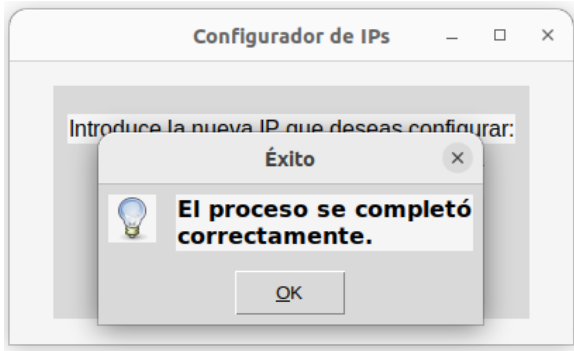 Configurador de IPs
Introduce la nueva IP que deseas configurar:
Éxito
El proceso se completó
correctamente.
OK